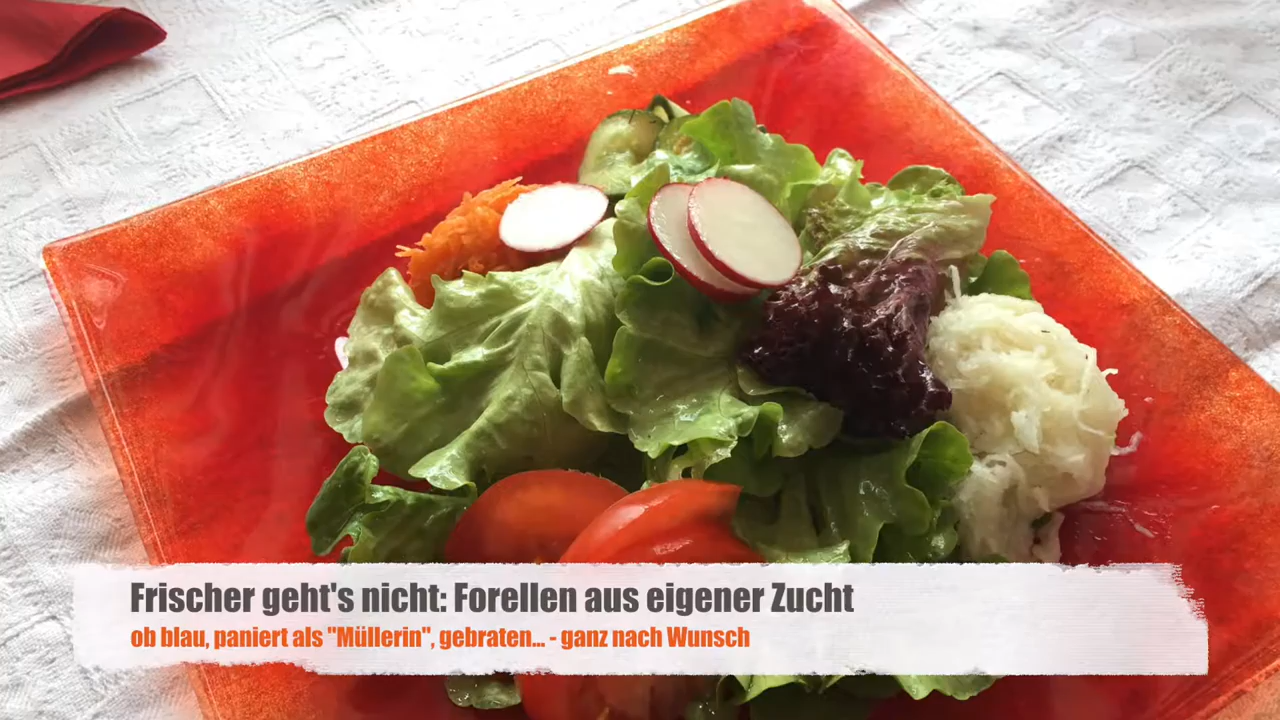 Frischer geht's nicht: Forellen aus eigener Zucht
ob blau, paniert als "Müllerin", gebraten... - ganz nach Wunsch